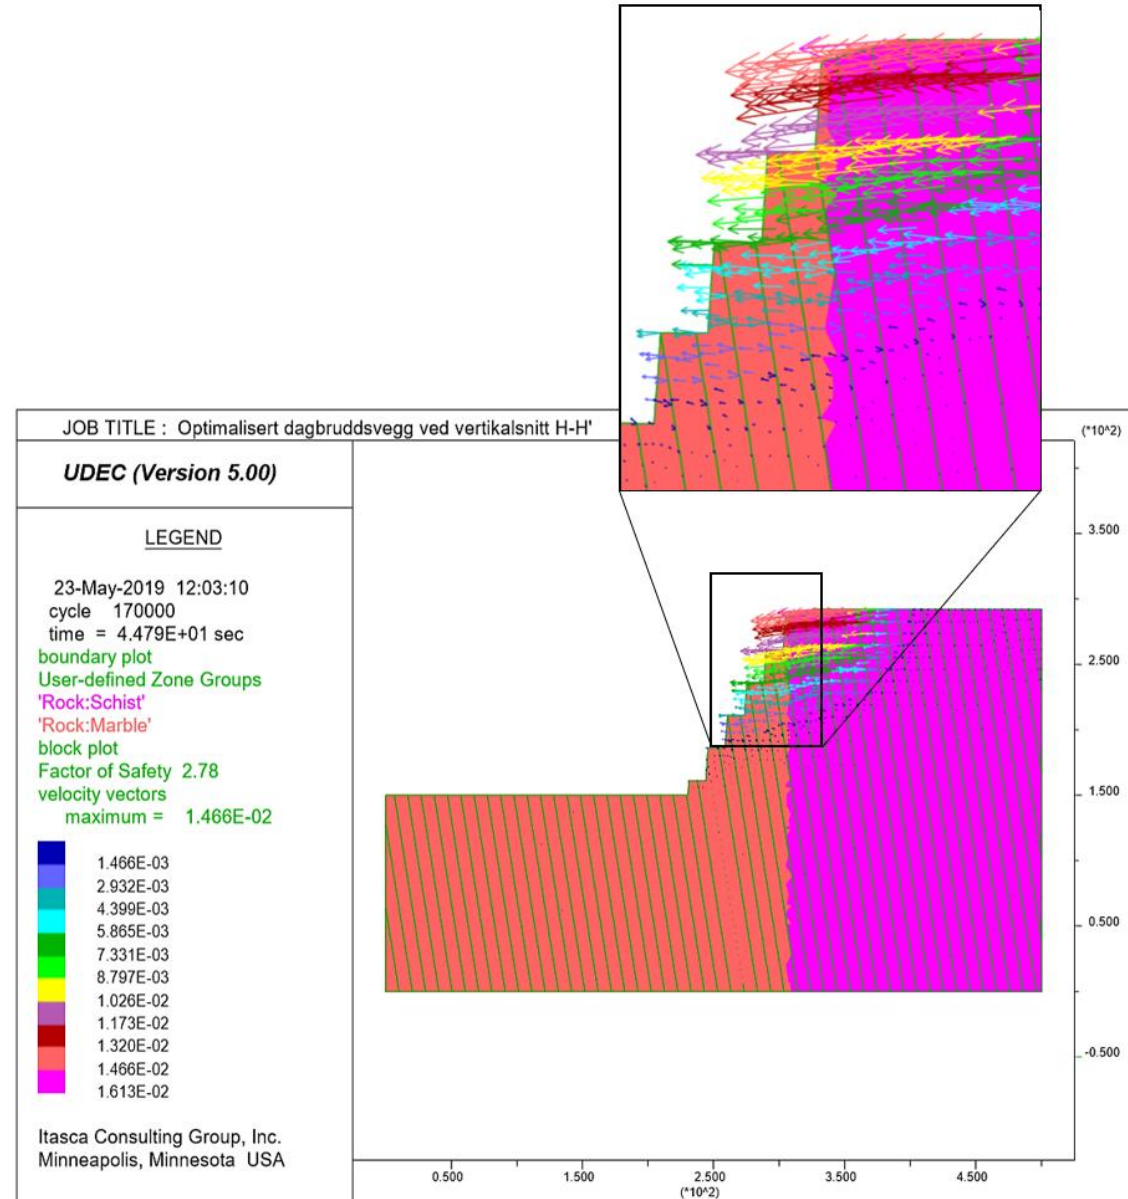 JOB TITLE : Optimalisert dagbruddsvegg ved vertikalsnitt H-H'
(*10^2)
UDEC (Version 5.00)
LEGEND
23-May-2019 12:03:10
cycle 170000
time = 4.479E+01 sec
boundary plot
User-defined Zone Groups
'Rock:Schist'
'Rock:Marble'
block plot
Factor of Safety 2.78
velocity vectors
maximum = 1.466E-02
1.466E-03
2.932E-03
4.399E-03
5.865E-03
7.331E-03
8.797E-03
1.026E-02
1.173E-02
1.320E-02
1.466E-02
1.613E-02
Itasca Consulting Group, Inc.
Minneapolis, Minnesota USA
3.500
2.500
1.500
0.500
-0.500
0.500 1.500 2.500 3.500 4.500
(*10^2)